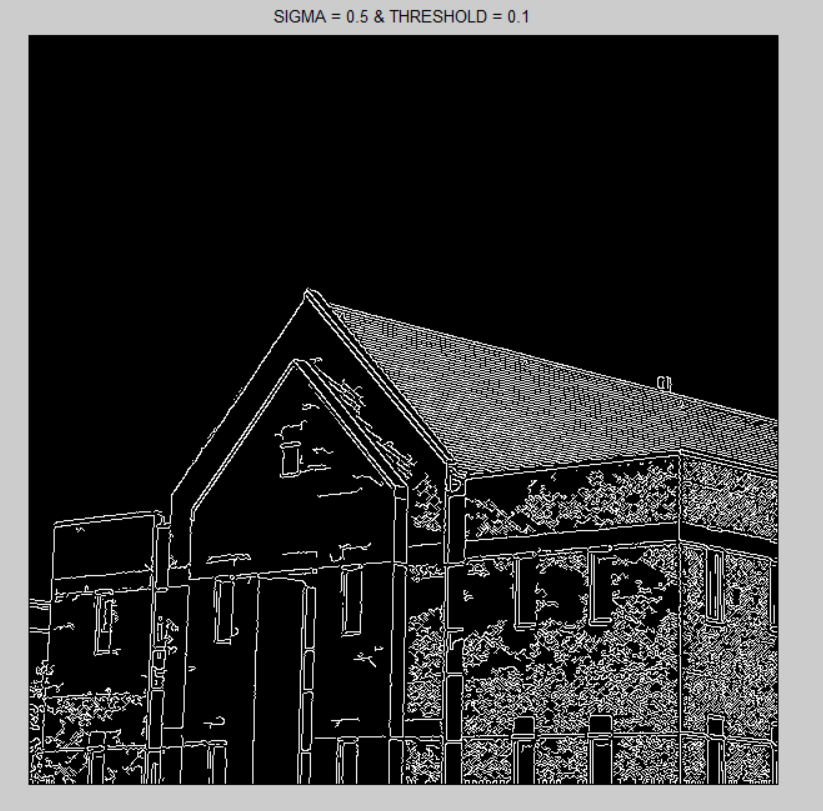 SIGMA = 0.5 & THRESHOLD = 0.1